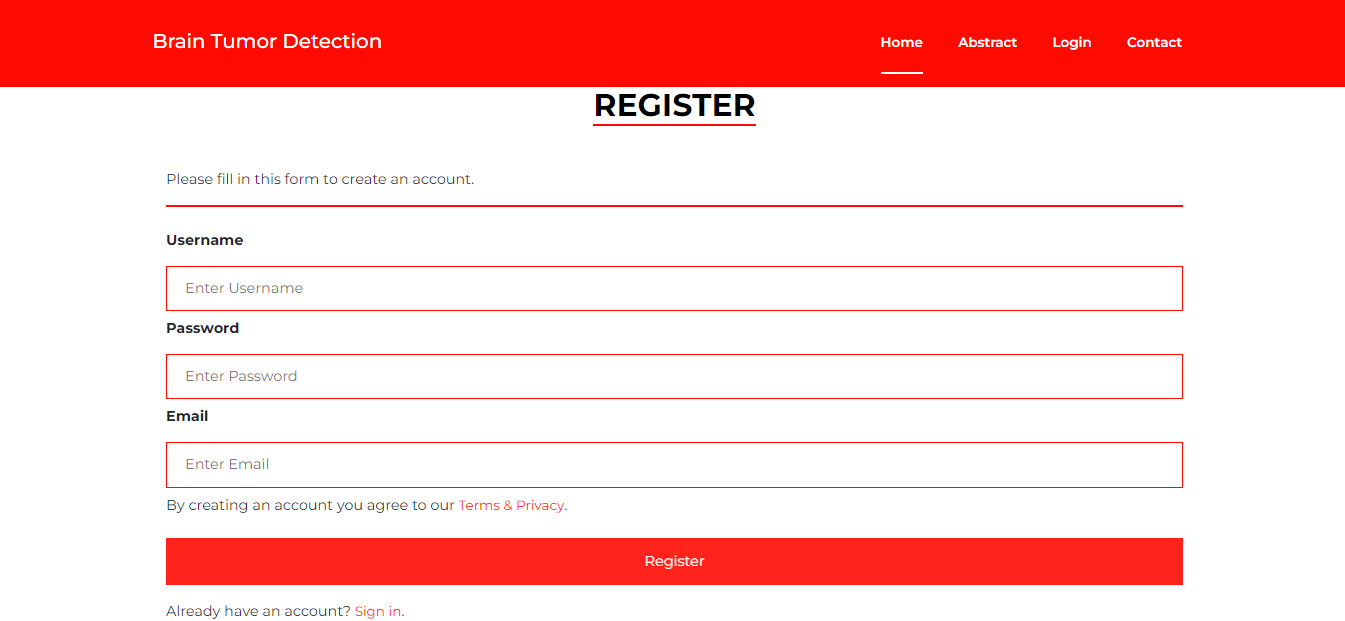 Brain Tumor Detection
Home Abstract Login Contact
REGISTER
Please fill in this form to create an account.
Username
Enter Username
Password
Enter Password
Email
Enter Email
By creating an account you agree to our Terms & Privacy.
Register
Already have an account? Sign in.